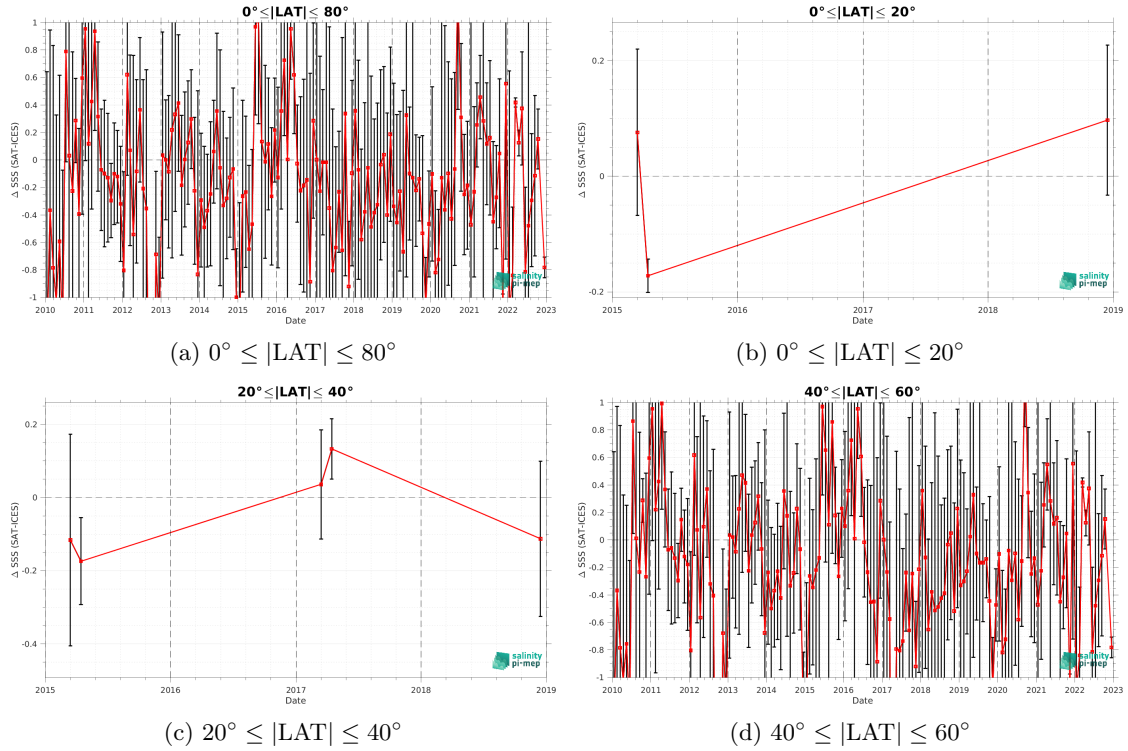 0°≤|LAT|≤ 80°
Δ SSS (SAT-ICES)
1
0.8
0.6
0.4
0.2
0
-0.2
-0.4
-0.6
-0.8
-1
2010 2011 2012 2013 2014 2015 2016 2017 2018 2019 2020 2021 2022 2023
Date
salinity
pi-mep
(a) 0° ≤ |LAT| ≤ 80°
0°≤|LAT|≤ 20°
Δ SSS (SAT-ICES)
0.2
0
-0.2
2015 2016 2017 2018 2019
Date
salinity
pi-mep
(b) 0° ≤ |LAT| ≤ 20°
20°≤|LAT|≤ 40°
Δ SSS (SAT-ICES)
0.2
0
-0.2
-0.4
2015 2016 2017 2018 2019
Date
salinity
pi-mep
(c) 20° ≤ |LAT| ≤ 40°
40°≤|LAT|≤ 60°
Δ SSS (SAT-ICES)
1
0.8
0.6
0.4
0.2
0
-0.2
-0.4
-0.6
-0.8
-1
2010 2011 2012 2013 2014 2015 2016 2017 2018 2019 2020 2021 2022 2023
Date
salinity
pi-mep
(d) 40° ≤ |LAT| ≤ 60°